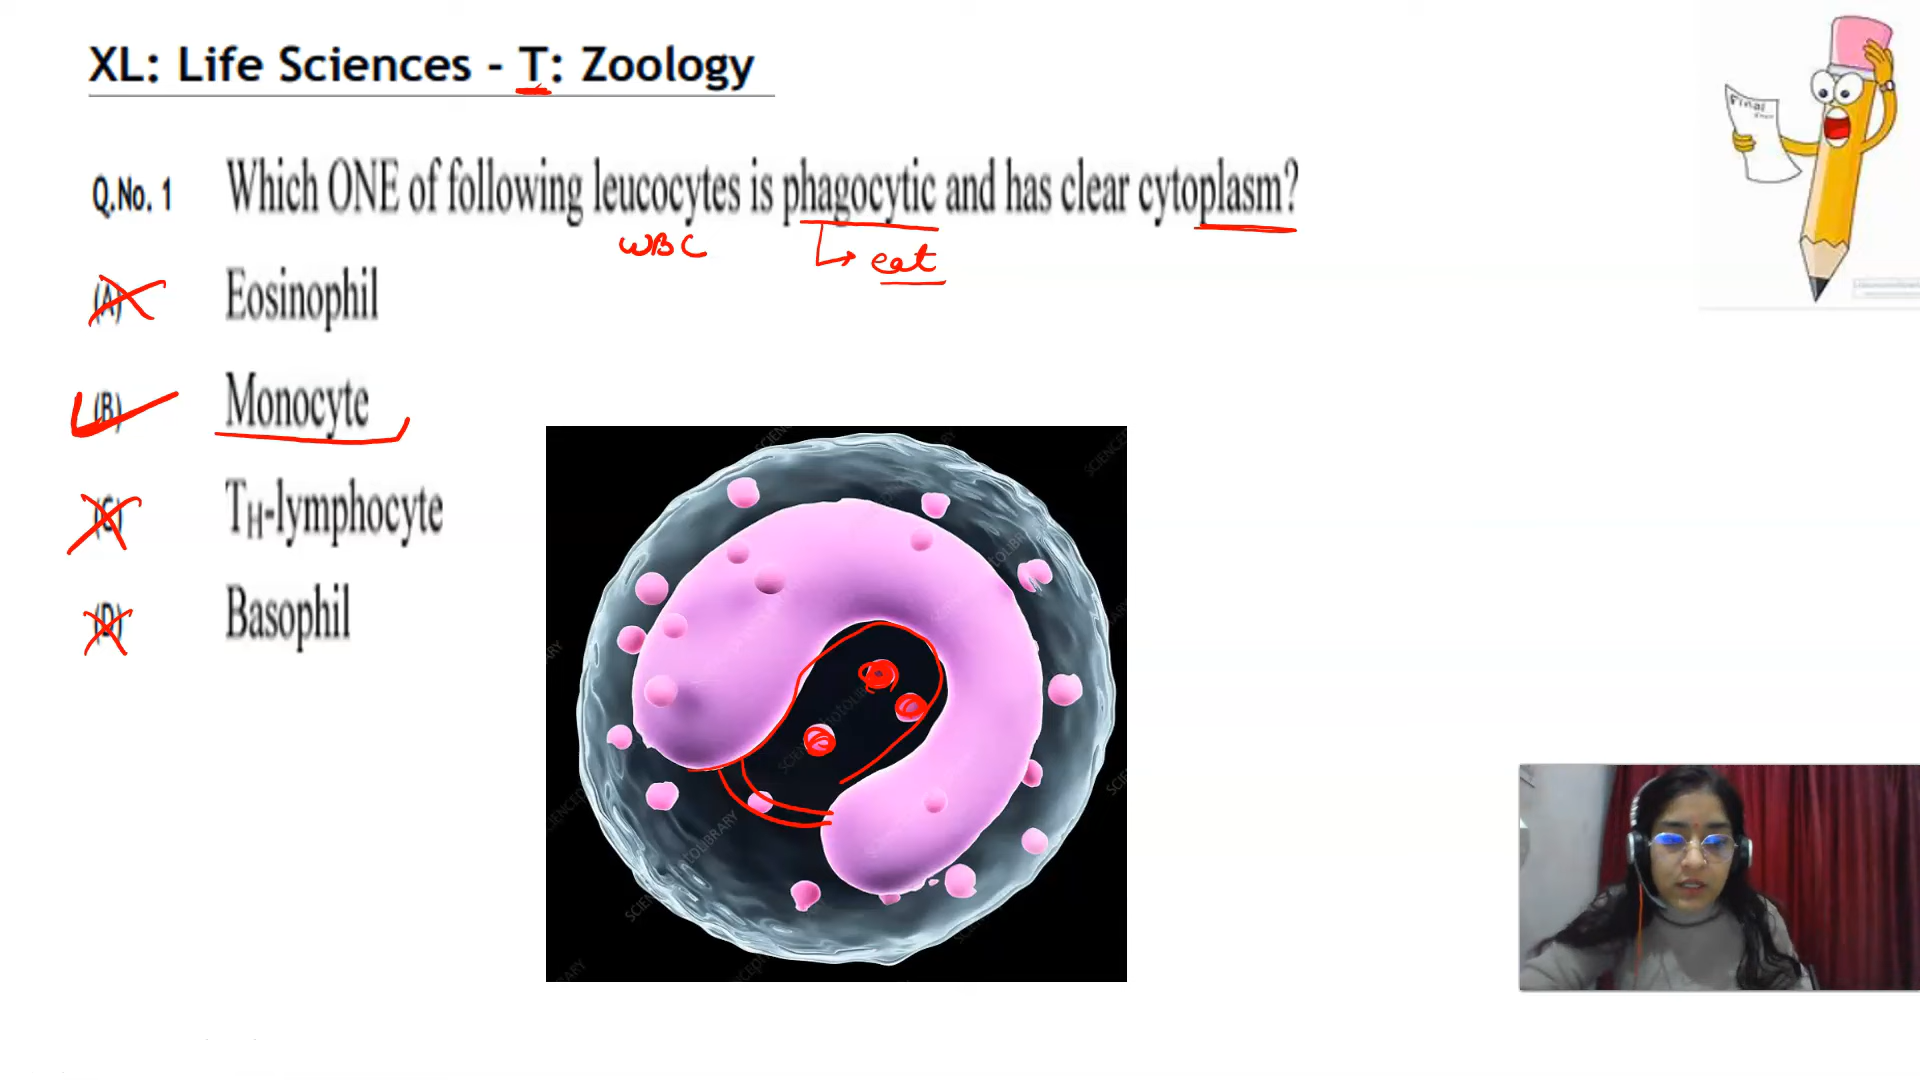 XL: Life Sciences - T: Zoology
Final
Q.No. 1 Which ONE of following leucocytes is phagocytic and has clear cytoplasm?
WBC
eat
(A) Eosinophil
(B) Monocyte
(C) TH-lymphocyte
(D) Basophil